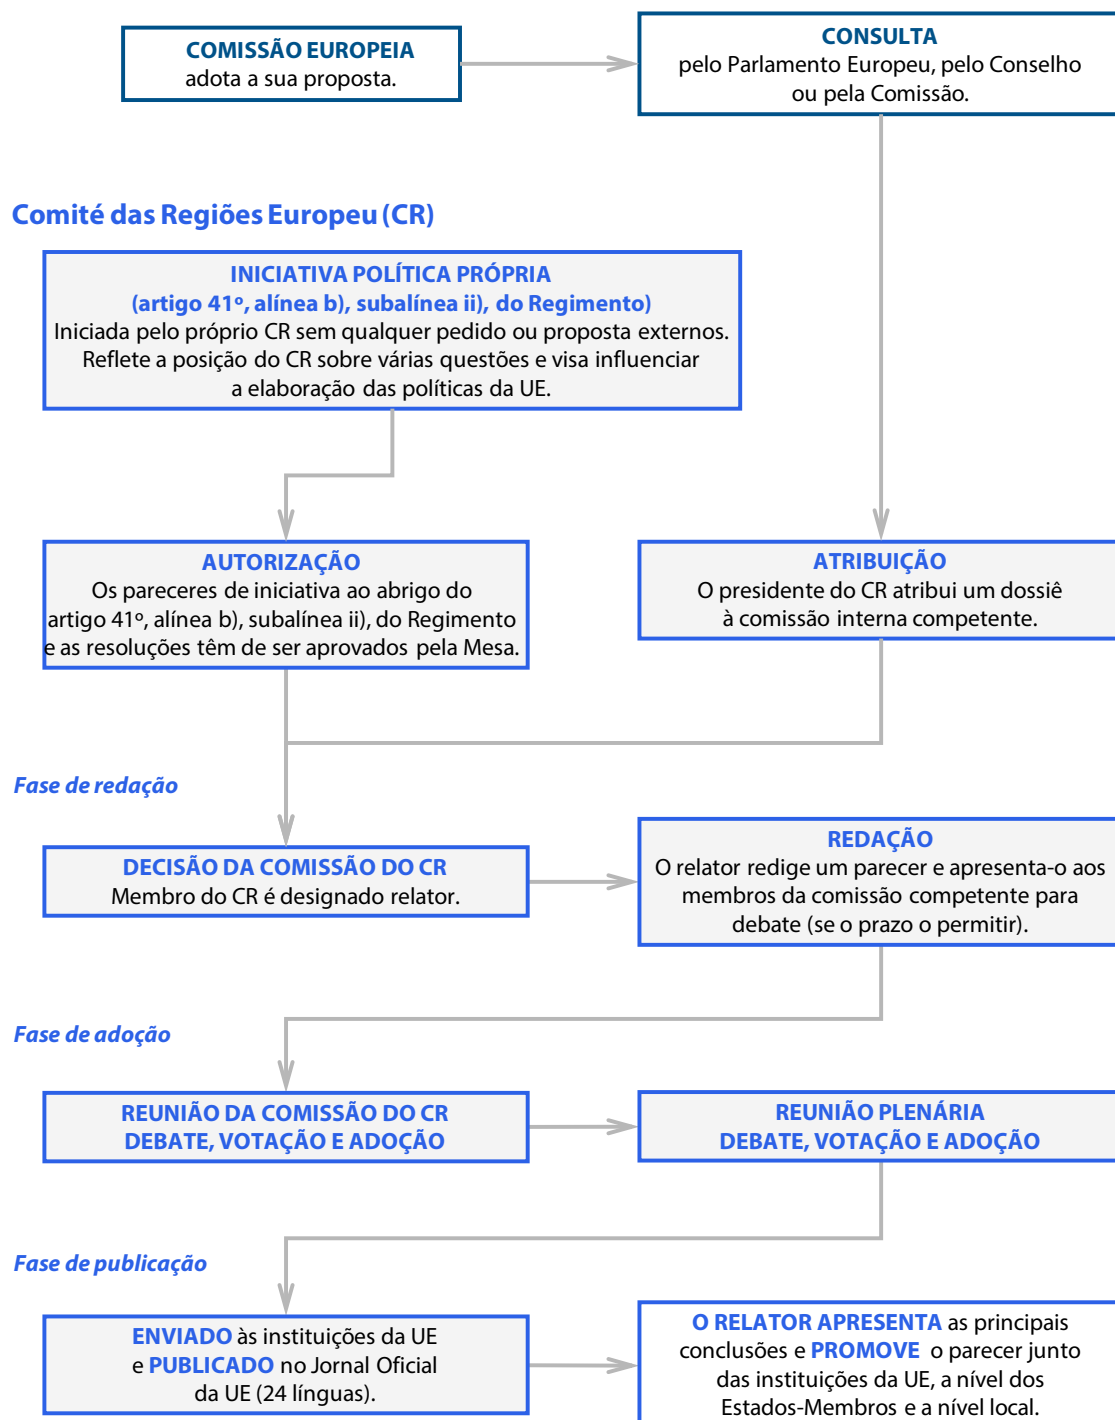 COMISSÃO EUROPEIA
adota a sua proposta.
CONSULTA
pelo Parlamento Europeu, pelo Conselho
ou pela Comissão.
Comité das Regiões Europeu (CR)
INICIATIVA POLÍTICA PRÓPRIA
(artigo 41º, alínea b), subalínea ii), do Regimento)
Iniciada pelo próprio CR sem qualquer pedido ou proposta externos.
Reflete a posição do CR sobre várias questões e visa influenciar
a elaboração das políticas da UE.
AUTORIZAÇÃO
Os pareceres de iniciativa ao abrigo do
artigo 41º, alínea b), subalínea ii), do Regimento
e as resoluções têm de ser aprovados pela Mesa.
ATRIBUIÇÃO
O presidente do CR atribui um dossiê
à comissão interna competente.
Fase de redação
DECISÃO DA COMISSÃO DO CR
Membro do CR é designado relator.
REDAÇÃO
O relator redige um parecer e apresenta-o aos
membros da comissão competente para
debate (se o prazo o permitir).
Fase de adoção
REUNIÃO DA COMISSÃO DO CR
DEBATE, VOTAÇÃO E ADOÇÃO
REUNIÃO PLENÁRIA
DEBATE, VOTAÇÃO E ADOÇÃO
Fase de publicação
ENVIADO às instituições da UE
e PUBLICADO no Jornal Oficial
da UE (24 línguas).
O RELATOR APRESENTA as principais
conclusões e PROMOVE o parecer junto
das instituições da UE, a nível dos
Estados-Membros e a nível local.